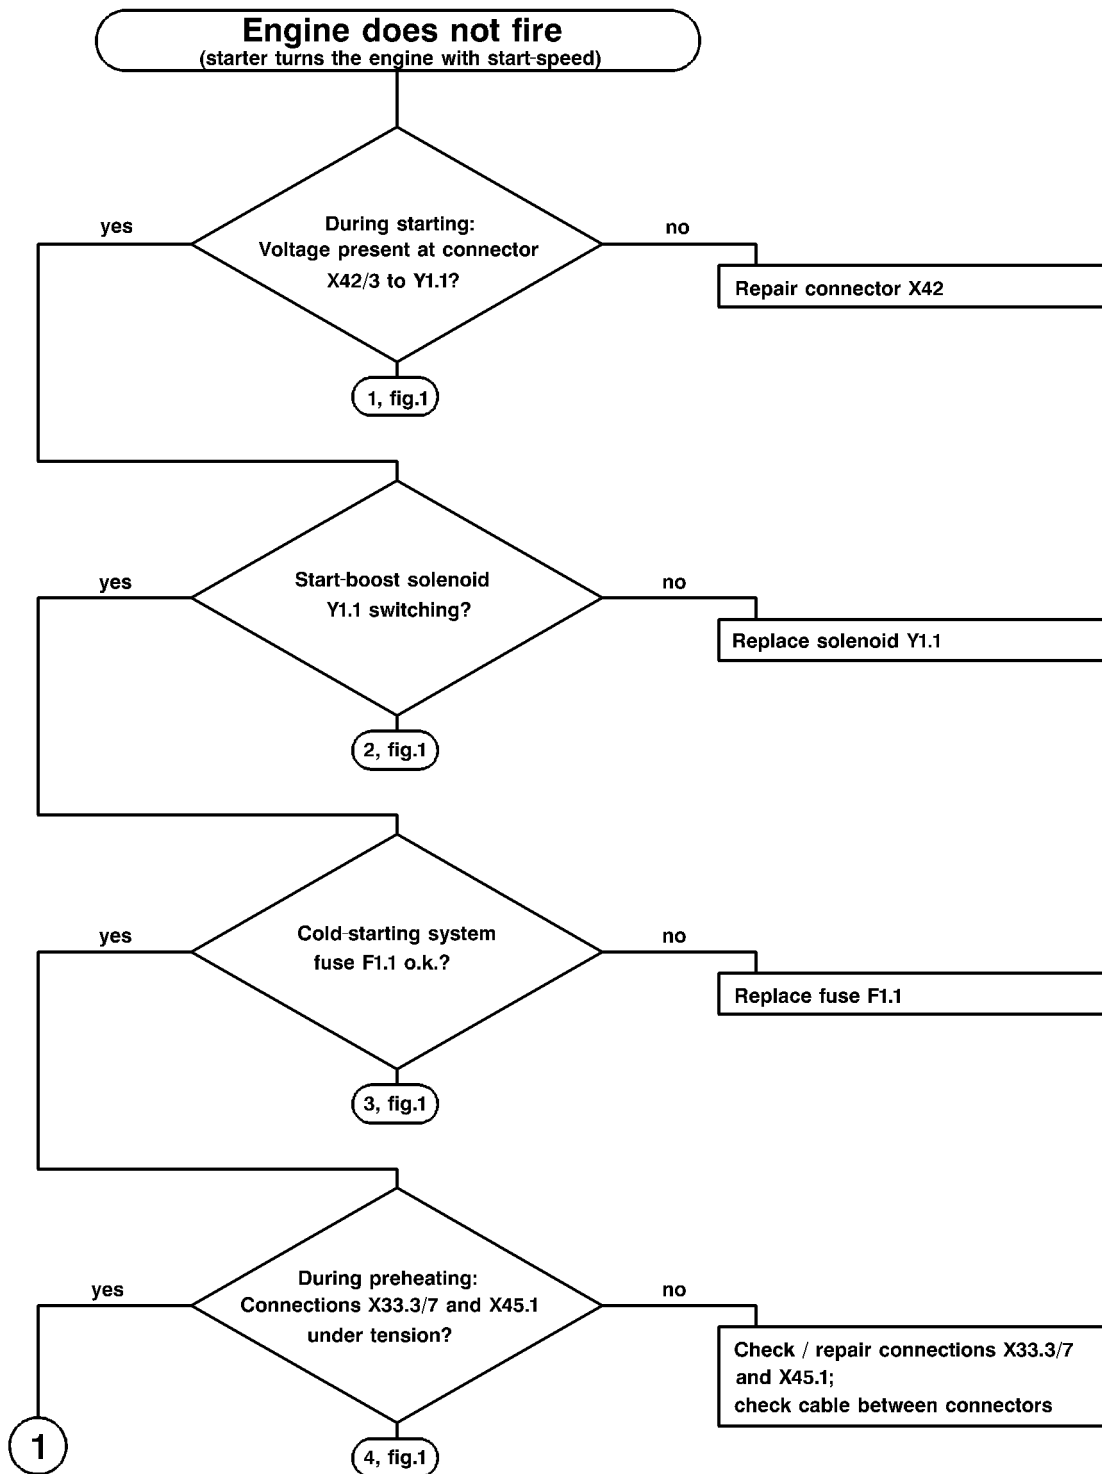 Engine does not fire
(starter turns the engine with start-speed)
yes
During starting:
Voltage present at connector
X42/3 to Y1.1?
no
Repair connector X42
1, fig.1
yes
Start-boost solenoid
Y1.1 switching?
no
Replace solenoid Y1.1
2, fig.1
yes
Cold-starting system
fuse F1.1 o.k.?
no
Replace fuse F1.1
3, fig.1
yes
During preheating:
Connections X33.3/7 and X45.1
under tension?
no
Check / repair connections X33.3/7
and X45.1;
check cable between connectors
1
4, fig.1